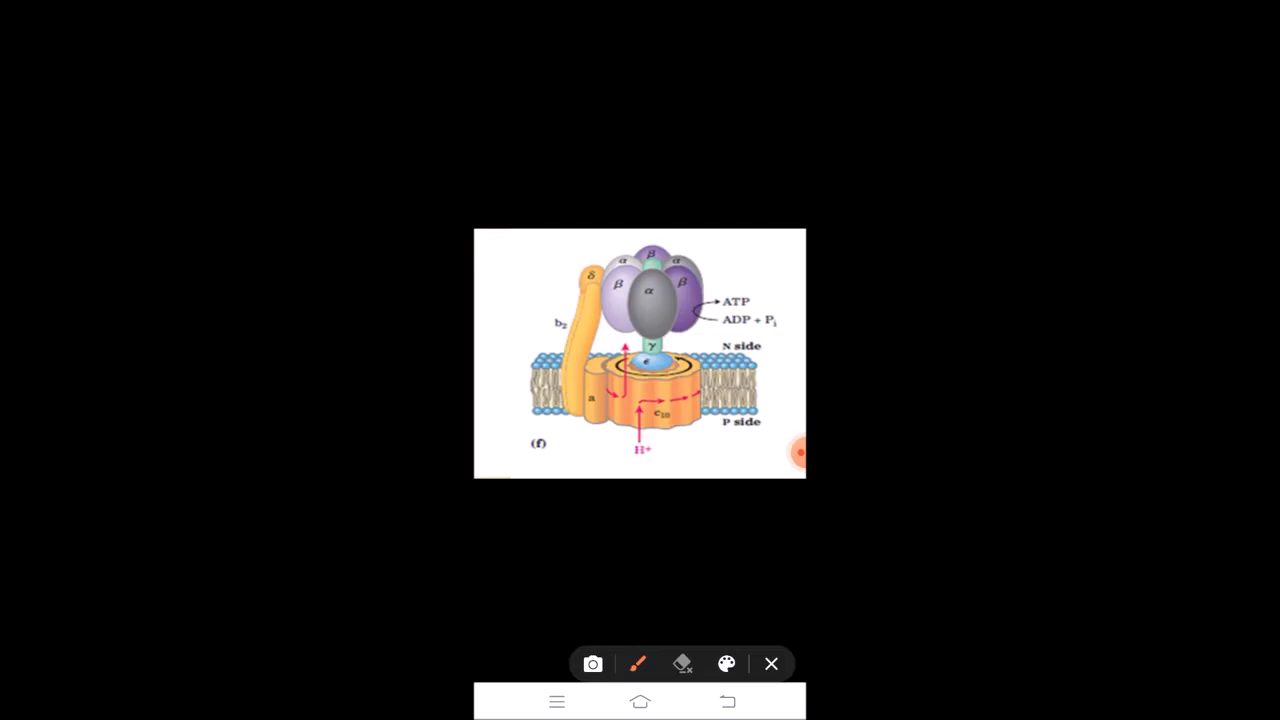 β
α α
δ
β α β
ATP
ADP + Pi
b2
γ
N side
e
a
c10
P side
(f)
H+